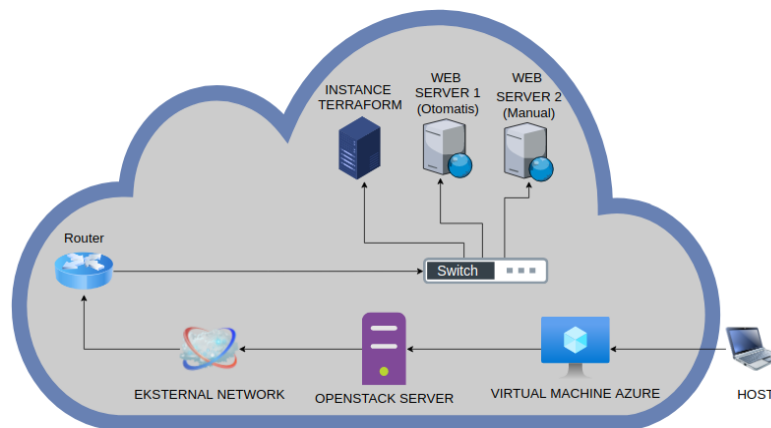 INSTANCE
TERRAFORM
WEB
SERVER 1
(Otomatis)
WEB
SERVER 2
(Manual)
Router
Switch
EKSTERNAL NETWORK
OPENSTACK SERVER
VIRTUAL MACHINE AZURE
HOST